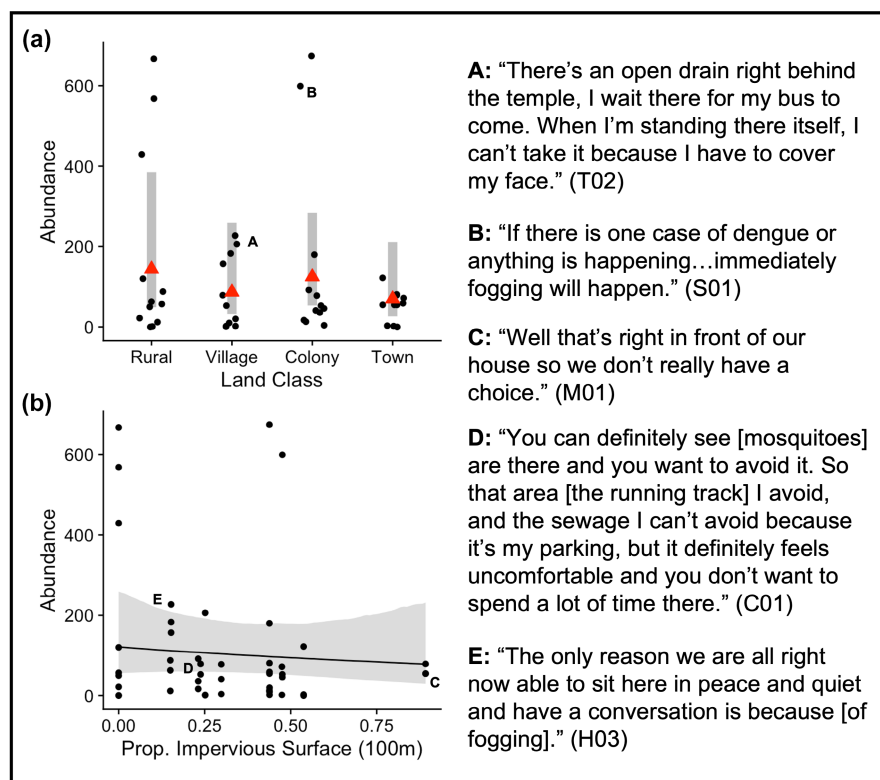 (a)
Abundance
600
400
200
0
B
A
Rural Village Colony Town
Land Class
(b)
Abundance
600
400
200
0
E
D
C
0.00 0.25 0.50 0.75
Prop. Impervious Surface (100m)
A: “There’s an open drain right behind
the temple, I wait there for my bus to
come. When I’m standing there itself, I
can’t take it because I have to cover
my face.” (T02)
B: “If there is one case of dengue or
anything is happening…immediately
fogging will happen.” (S01)
C: “Well that’s right in front of our
house so we don’t really have a
choice.” (M01)
D: “You can definitely see [mosquitoes]
are there and you want to avoid it. So
that area [the running track] I avoid,
and the sewage I can’t avoid because
it’s my parking, but it definitely feels
uncomfortable and you don’t want to
spend a lot of time there.” (C01)
E: “The only reason we are all right
now able to sit here in peace and quiet
and have a conversation is because [of
fogging].” (H03)